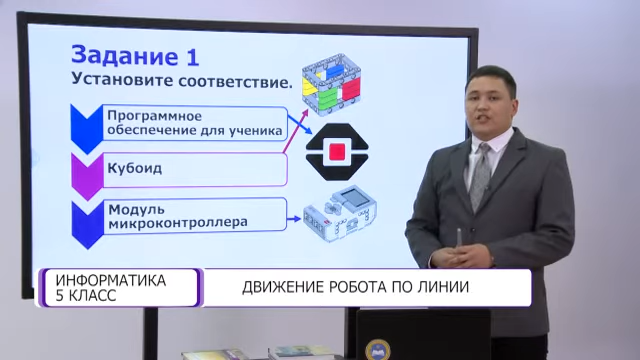 Задание 1
Установите соответствие.
Программное
обеспечение для ученика
Кубоид
Модуль
микроконтроллера
ИНФОРМАТИКА
5 КЛАСС
ДВИЖЕНИЕ РОБОТА ПО ЛИНИИ